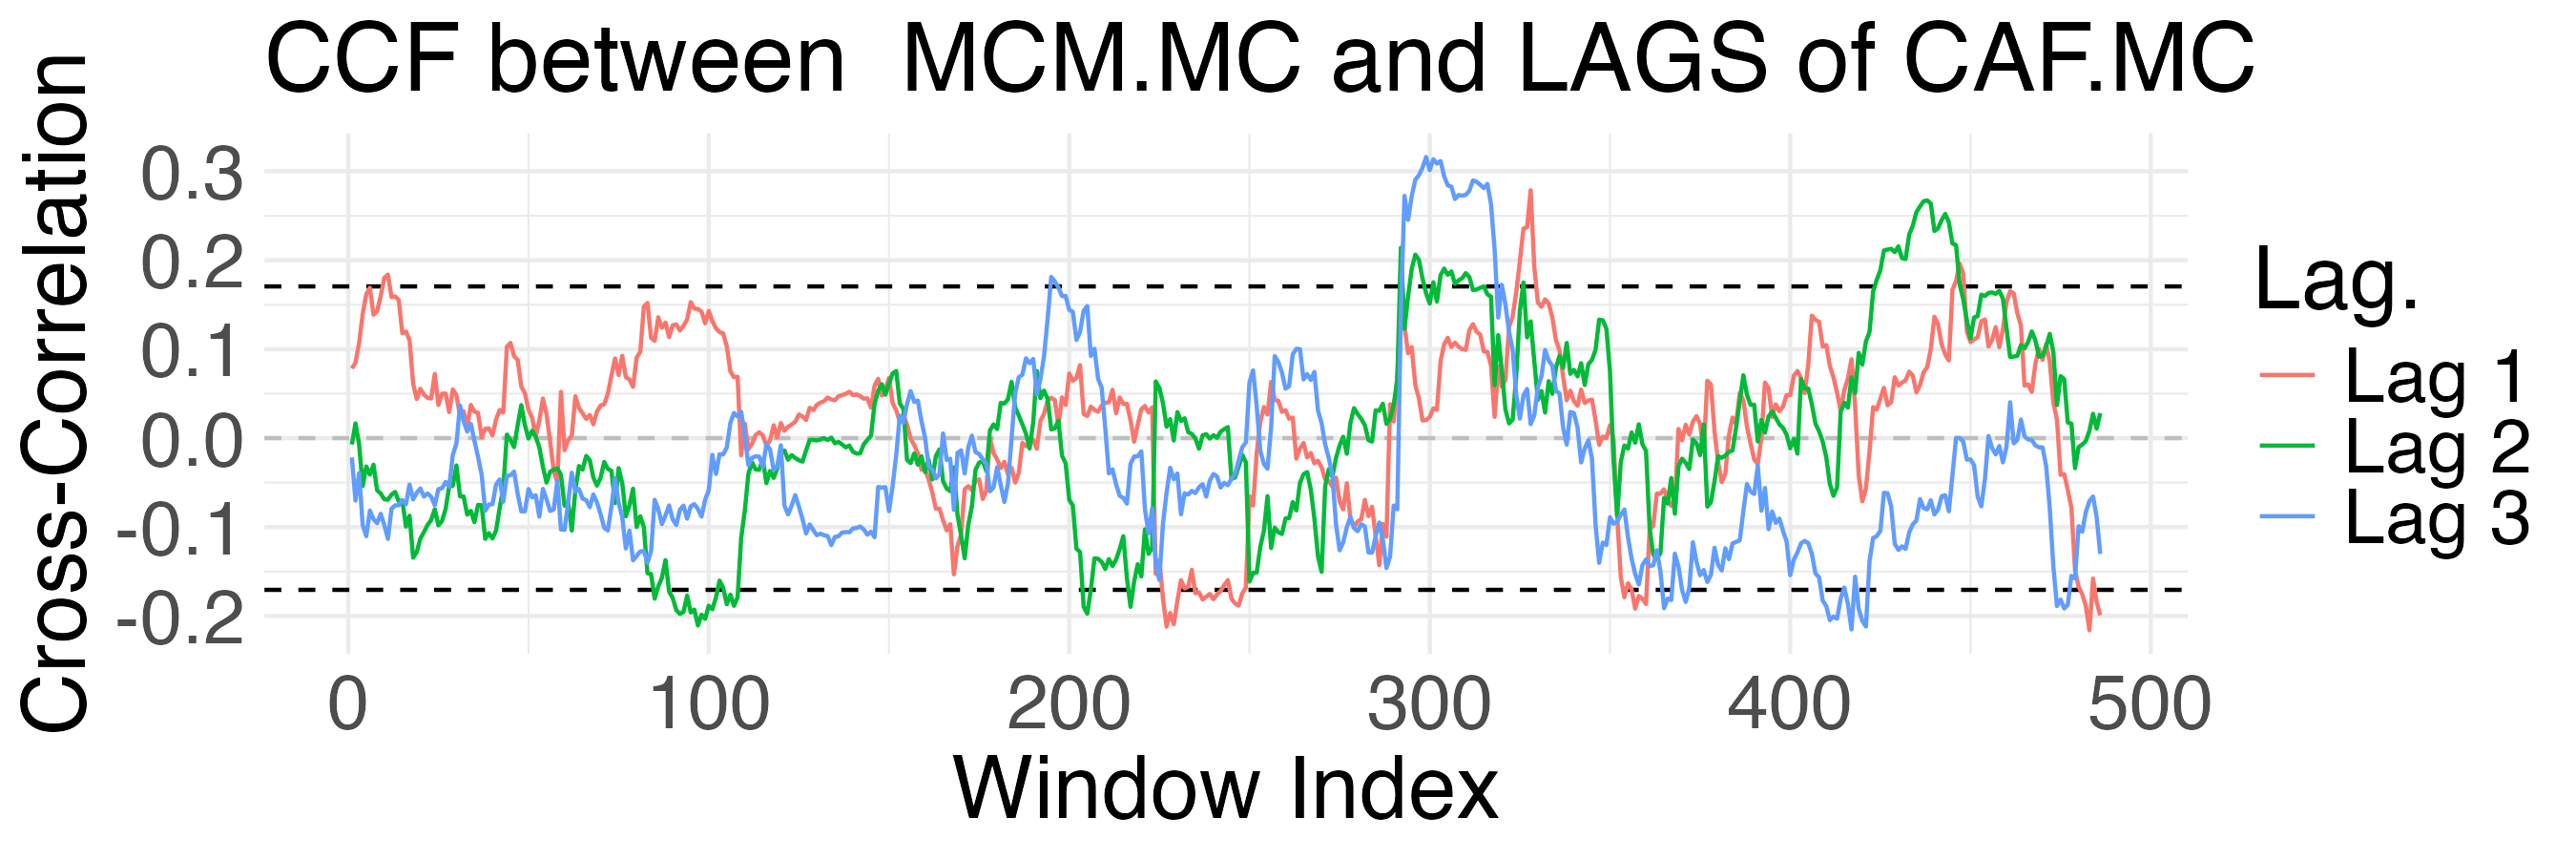 CCF between  MCM.MC and LAGS of CAF.MC
Cross-Correlation
0.3
0.2
0.1
0.0
-0.1
-0.2
0 100 200 300 400 500
Window Index
Lag.
Lag 1
Lag 2
Lag 3